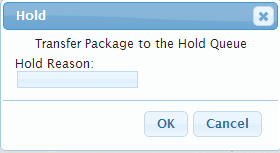 Hold
Transfer Package to the Hold Queue
Hold Reason:
OK Cancel